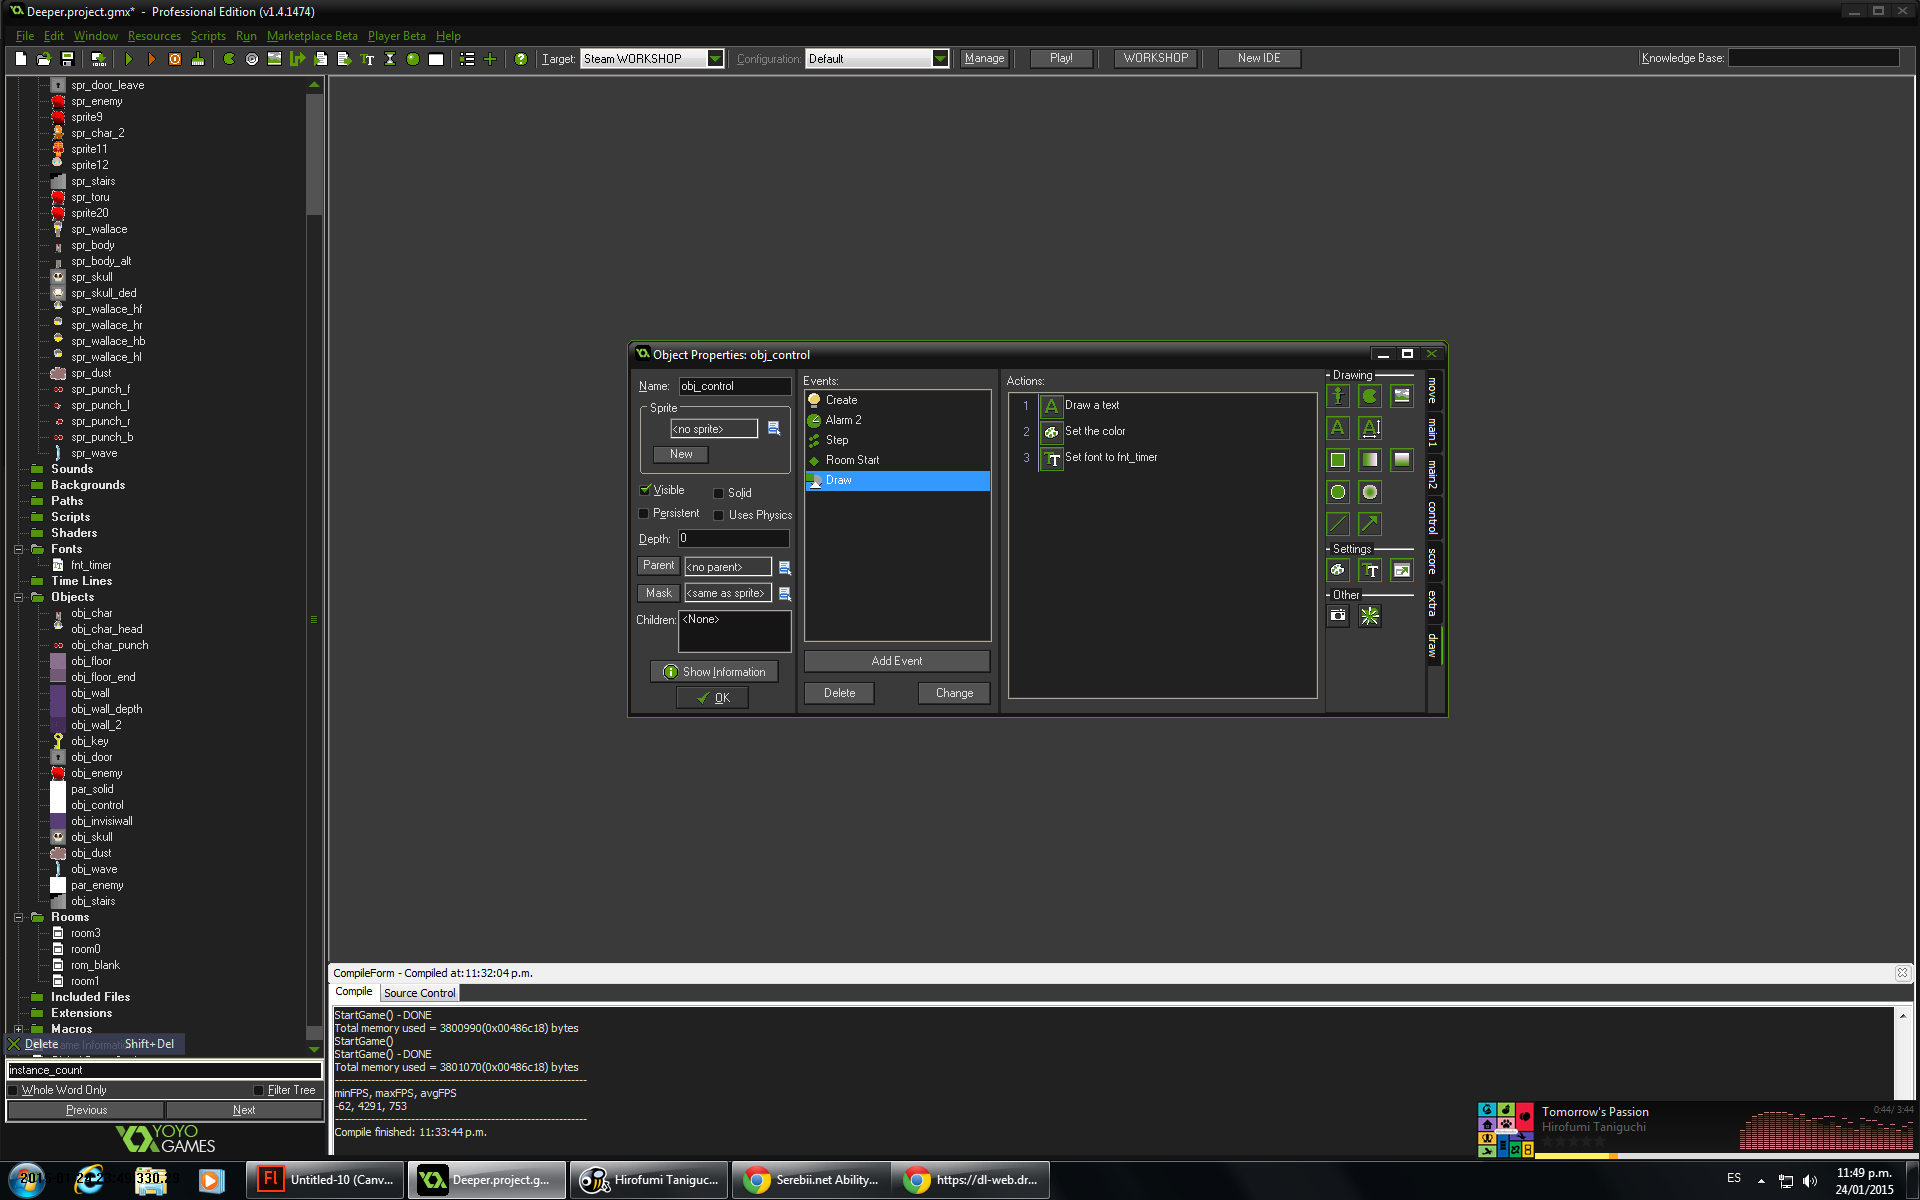 Deeper.project.gmx* - Professional Edition (v1.4.1474)
File Edit Window Resources Scripts Run Marketplace Beta Player Beta Help
Target: Steam WORKSHOP Configuration: Default Manage Play! WORKSHOP New IDE Knowledge Base:
spr_door_leave
spr_enemy
sprite9
spr_char_2
sprite11
sprite12
spr_stairs
spr_toru
sprite20
spr_wallace
spr_body
spr_body_alt
spr_skull
spr_skull_ded
spr_wallace_hf
spr_wallace_hr
spr_wallace_hb
spr_wallace_hl
spr_dust
spr_punch_f
spr_punch_l
spr_punch_r
spr_punch_b
spr_wave
Sounds
Backgrounds
Paths
Scripts
Shaders
Fonts
fnt_timer
Time Lines
Objects
obj_char
obj_char_head
obj_char_punch
obj_floor
obj_floor_end
obj_wall
obj_wall_depth
obj_wall_2
obj_key
obj_door
obj_enemy
par_solid
obj_control
obj_invisiwall
obj_skull
obj_dust
obj_wave
par_enemy
obj_stairs
Rooms
room3
room0
rom_blank
room1
Included Files
Extensions
Macros
Delete Shift+Del
instance_count
Whole Word Only Filter Tree
Previous Next
YOYO
GAMES
Object Properties: obj_control
Name: obj_control
Sprite
<no sprite>
New
Visible Solid
Persistent Uses Physics
Depth: 0
Parent <no parent>
Mask <same as sprite>
Children: <None>
Show Information
OK
Events:
Create
Alarm 2
Step
Room Start
Draw
Add Event
Delete Change
Actions:
1 Draw a text
2 Set the color
3 Set font to fnt_timer
Drawing
Settings
Other
move
main1
main2
control
score
extra
draw
CompileForm - Compiled at: 11:32:04 p.m.
Compile Source Control
StartGame() - DONE
Total memory used = 3800990(0x00486c18) bytes
StartGame()
StartGame() - DONE
Total memory used = 3801070(0x00486c18) bytes
minFPS, maxFPS, avgFPS
-62, 4291, 753
Compile finished: 11:33:44 p.m.
Tomorrow's Passion
Hirofumi Taniguchi
0:44 / 3:44
Untitled-10 (Canv...
Deeper.project.g...
Hirofumi Taniguc...
Serebii.net Ability...
https://dl-web.dr...
ES
11:49 p.m.
24/01/2015